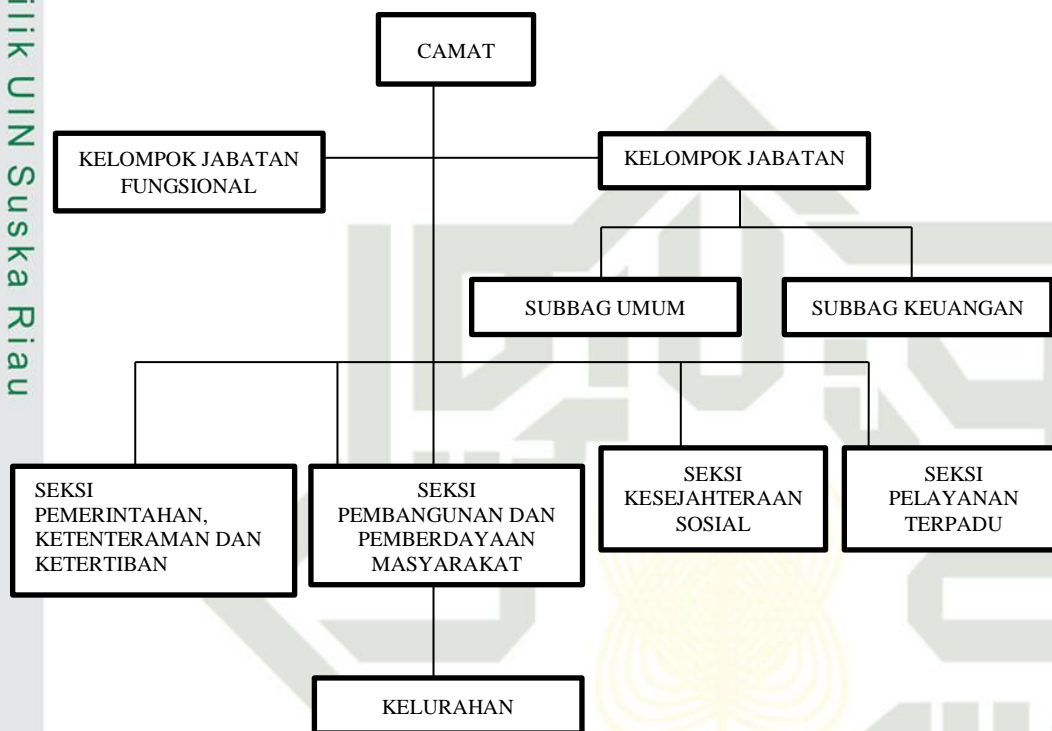 ilik UIN Suska Riau
CAMAT
KELOMPOK JABATAN
FUNGSIONAL
KELOMPOK JABATAN
SUBBAG UMUM
SUBBAG KEUANGAN
SEKSI
PEMERINTAHAN,
KETENTERAMAN DAN
KETERTIBAN
SEKSI
PEMBANGUNAN DAN
PEMBERDAYAAN
MASYARAKAT
SEKSI
KESEJAHTERAAN
SOSIAL
SEKSI
PELAYANAN
TERPADU
KELURAHAN